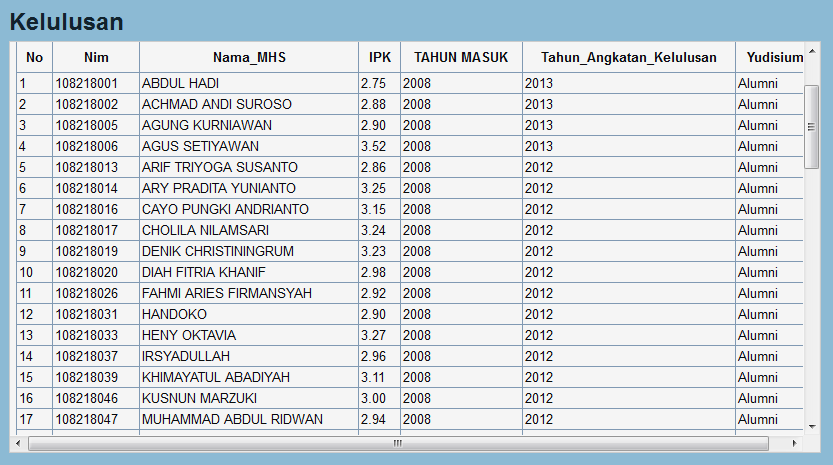 Kelulusan
No Nim Nama_MHS IPK TAHUN MASUK Tahun_Angkatan_Kelulusan Yudisium
1 108218001 ABDUL HADI 2.75 2008 2013 Alumni
2 108218002 ACHMAD ANDI SUROSO 2.88 2008 2013 Alumni
3 108218005 AGUNG KURNIAWAN 2.90 2008 2013 Alumni
4 108218006 AGUS SETIYAWAN 3.52 2008 2013 Alumni
5 108218013 ARIF TRIYOGA SUSANTO 2.86 2008 2012 Alumni
6 108218014 ARY PRADITA YUNIANTO 3.25 2008 2012 Alumni
7 108218016 CAYO PUNGKI ANDRIANTO 3.15 2008 2012 Alumni
8 108218017 CHOLILA NILAMSARI 3.24 2008 2012 Alumni
9 108218019 DENIK CHRISTININGRUM 3.23 2008 2012 Alumni
10 108218020 DIAH FITRIA KHANIF 2.98 2008 2012 Alumni
11 108218026 FAHMI ARIES FIRMANSYAH 2.92 2008 2012 Alumni
12 108218031 HANDOKO 2.90 2008 2012 Alumni
13 108218033 HENY OKTAVIA 3.27 2008 2012 Alumni
14 108218037 IRSYADULLAH 2.96 2008 2012 Alumni
15 108218039 KHIMAYATUL ABADIYAH 3.11 2008 2012 Alumni
16 108218046 KUSNUN MARZUKI 3.00 2008 2012 Alumni
17 108218047 MUHAMMAD ABDUL RIDWAN 2.94 2008 2012 Alumni